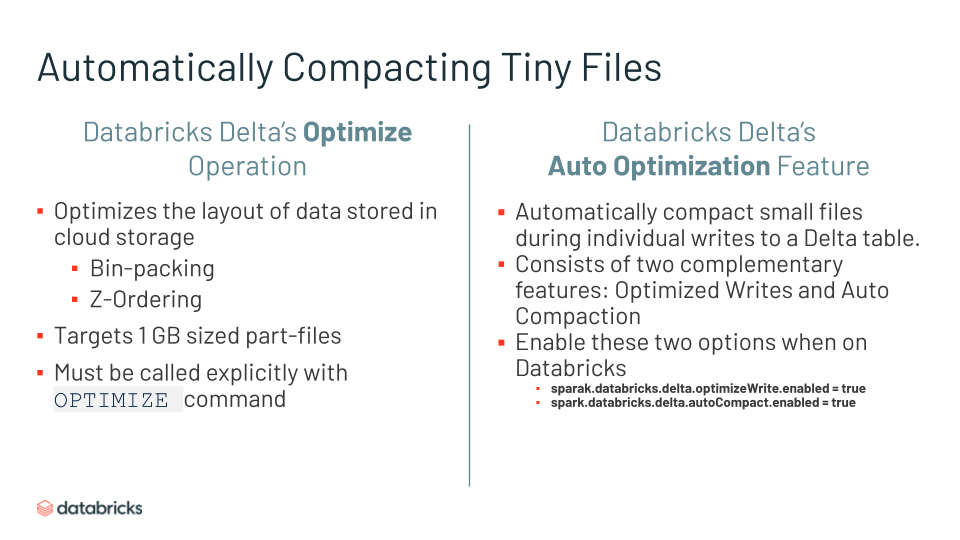 Automatically Compacting Tiny Files
Databricks Delta's Optimize
Operation
▪ Optimizes the layout of data stored in
cloud storage
▪ Bin-packing
▪ Z-Ordering
▪ Targets 1 GB sized part-files
▪ Must be called explicitly with
OPTIMIZE command
Databricks Delta's
Auto Optimization Feature
▪ Automatically compact small files
during individual writes to a Delta table.
▪ Consists of two complementary
features: Optimized Writes and Auto
Compaction
▪ Enable these two options when on
Databricks
▪ sparak.databricks.delta.optimizeWrite.enabled = true
▪ spark.databricks.delta.autoCompact.enabled = true
databricks